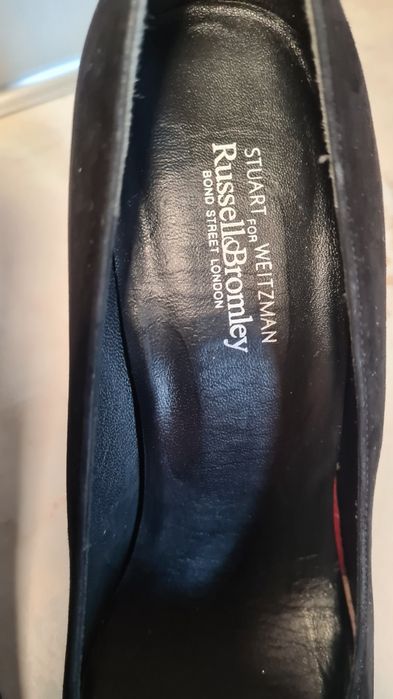 STUART WEITZMAN
FOR
Russell&Bromley
BOND STREET LONDON